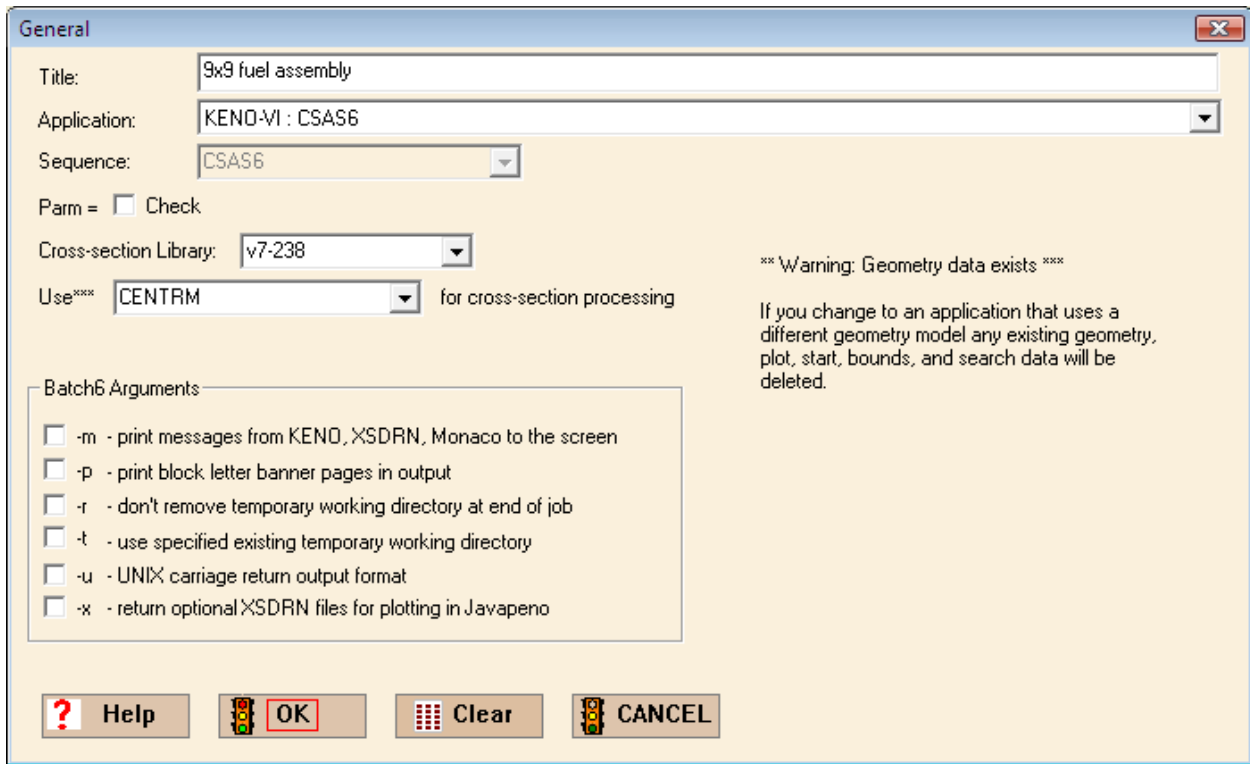 General
Title: 9x9 fuel assembly
Application: KENO-VI : CSAS6
Sequence: CSAS6
Parm = Check
Cross-section Library: v7-238
Use*** CENTRM for cross-section processing
** Warning: Geometry data exists ***
If you change to an application that uses a
different geometry model any existing geometry,
plot, start, bounds, and search data will be
deleted.
Batch6 Arguments
-m - print messages from KENO, XSDRN, Monaco to the screen
-p - print block letter banner pages in output
-r - don't remove temporary working directory at end of job
-t - use specified existing temporary working directory
-u - UNIX carriage return output format
-x - return optional XSDRN files for plotting in Javapeno
? Help OK Clear CANCEL